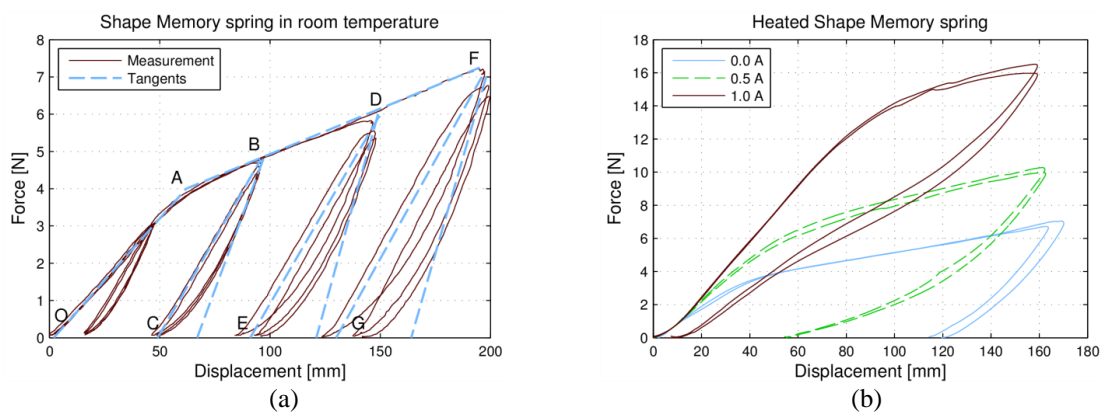 Shape Memory spring in room temperature
8
7
6
5
4
3
2
1
0
Force [N]
Measurement
Tangents
O
A
B
C
D
E
F
G
0 50 100 150 200
Displacement [mm]
(a)
Heated Shape Memory spring
18
16
14
12
10
8
6
4
2
0
Force [N]
0.0 A
0.5 A
1.0 A
0 20 40 60 80 100 120 140 160 180
Displacement [mm]
(b)